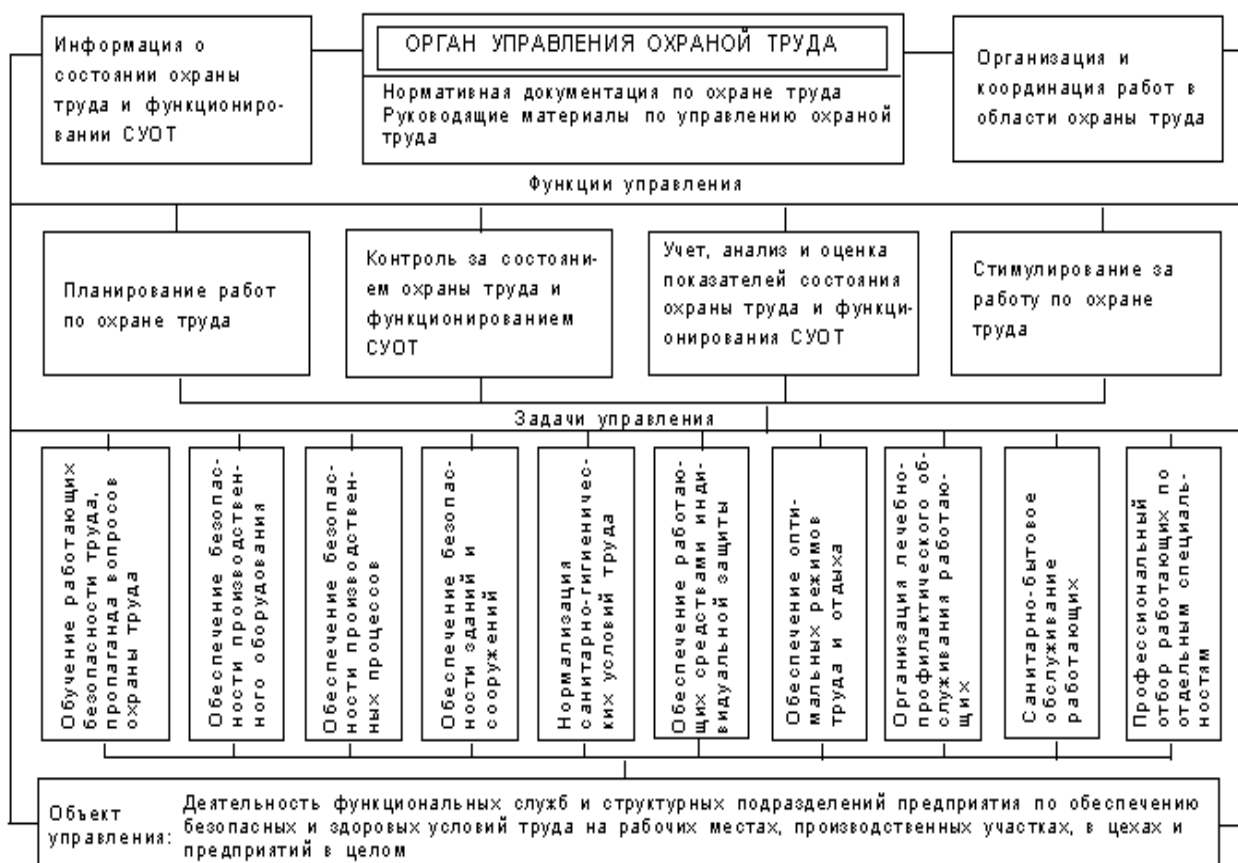 Информация о
состоянии охраны
труда и функциониро-
вании СУОТ
ОРГАН УПРАВЛЕНИЯ ОХРАНОЙ ТРУДА
Нормативная документация по охране труда
Руководящие материалы по управлению охраной
труда
Организация и
координация работ в
области охраны труда
Функции управления
Планирование работ
по охране труда
Контроль за состояни-
ем охраны труда и
функционированием
СУОТ
Учет, анализ и оценка
показателей состояния
охраны труда и функци-
онирования СУОТ
Стимулирование за
работу по охране
труда
Задачи управления
Обучение работающих
безопасности труда,
пропаганда вопросов
охраны труда
Обеспечение безопас-
ности производствен-
ного оборудования
Обеспечение безопас-
ности производствен-
ных процессов
Обеспечение безопас-
ности зданий и
сооружений
Нормализация
санитарно-гигиеничес-
ких условий труда
Обеспечение работаю-
щих средствами инди-
видуальной защиты
Обеспечение опти-
мальных режимов
труда и отдыха
Организация лечебно-
профилактического об-
служивания работаю-
щих
Санитарно-бытовое
обслуживание
работающих
Профессиональный
отбор работающих по
отдельным специаль-
ностям
Объект
управления:
Деятельность функциональных служб и структурных подразделений предприятия по обеспечению
безопасных и здоровых условий труда на рабочих местах, производственных участках, в цехах и
предприятий в целом